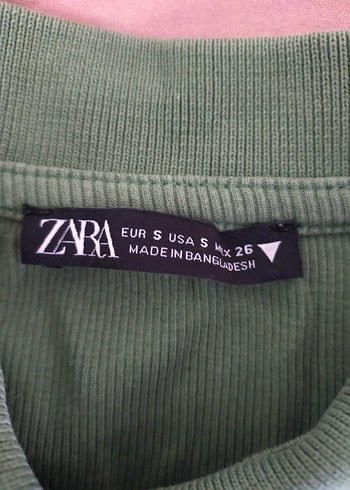 ZARA
EUR S USA S MEX 26
MADE IN BANGLADESH